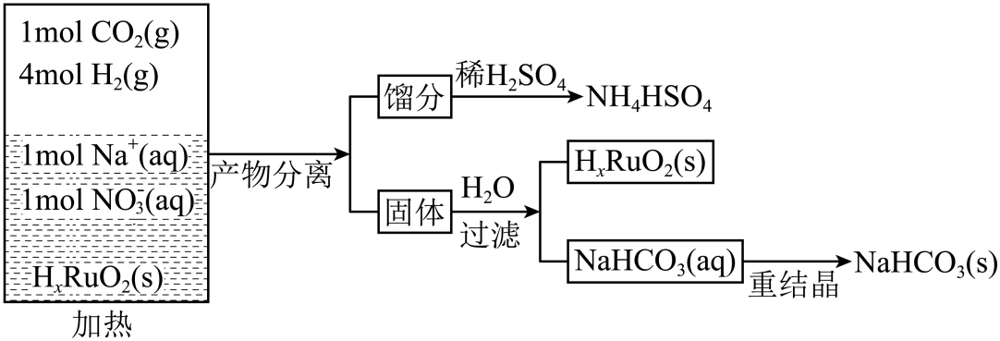 1mol CO₂(g)
4mol H₂(g)
1mol Na⁺(aq)
1mol NO₃⁻(aq)
HₓRuO₂(s)
加热
产物分离
馏分
稀H₂SO₄
NH₄HSO₄
固体
H₂O
过滤
HₓRuO₂(s)
NaHCO₃(aq)
重结晶
NaHCO₃(s)